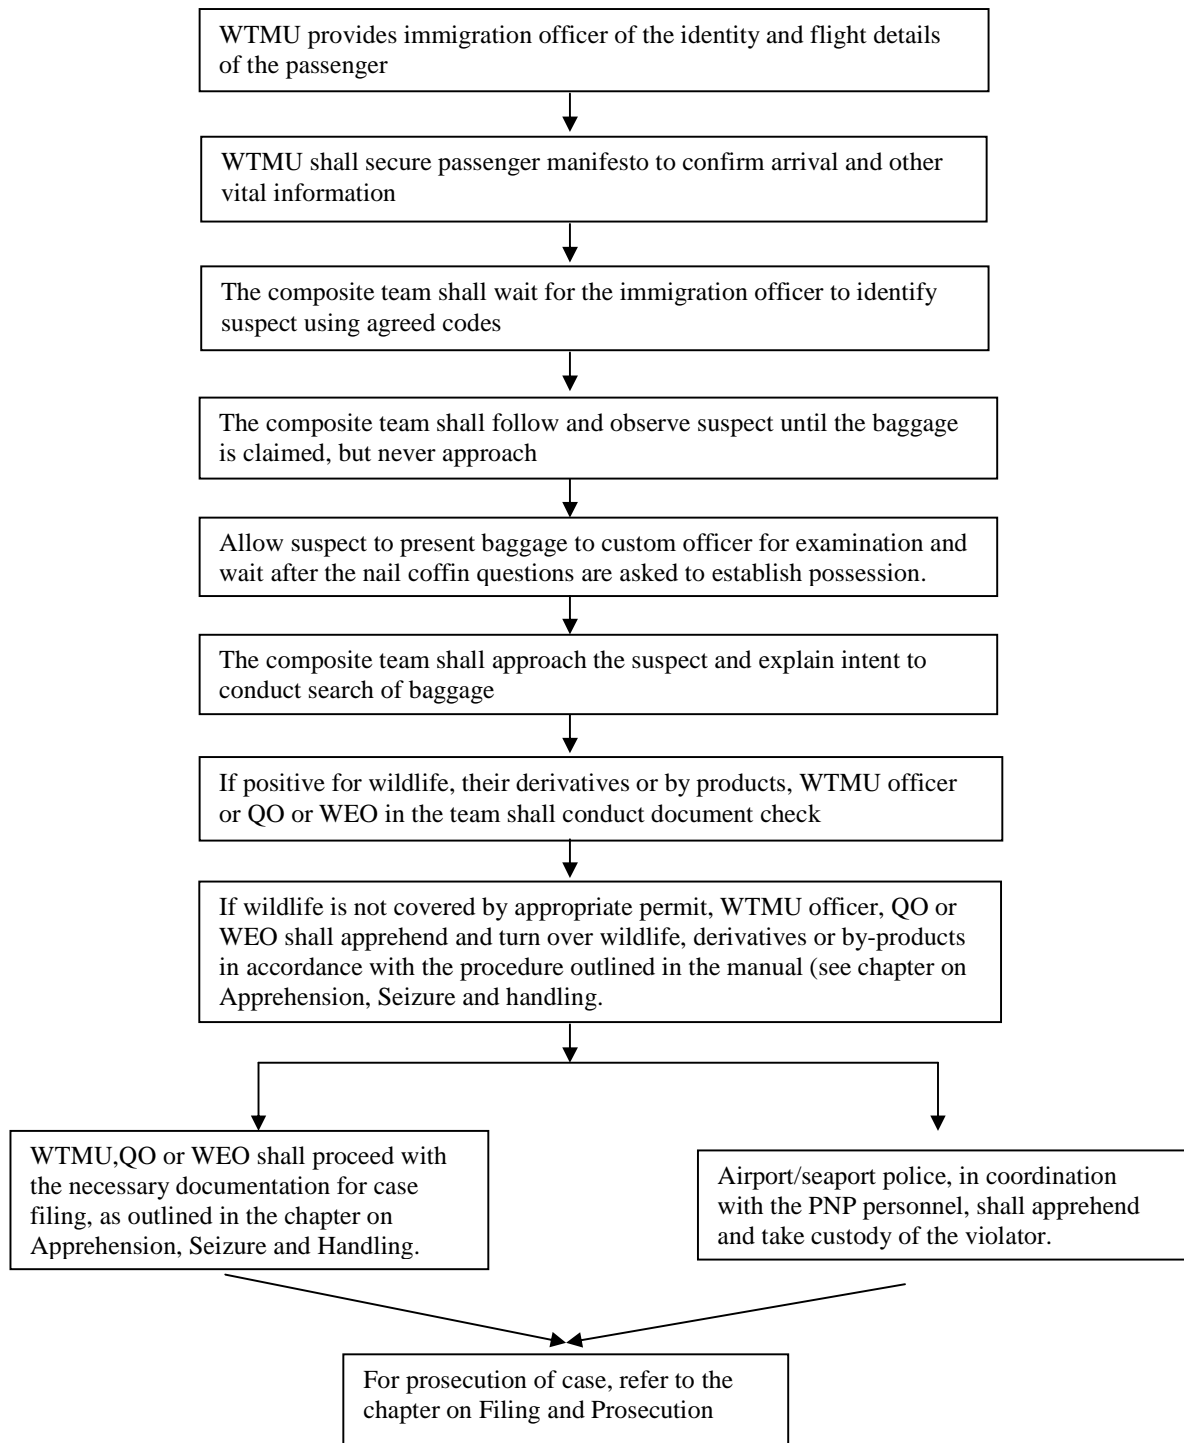 WTMU provides immigration officer of the identity and flight details
of the passenger
WTMU shall secure passenger manifesto to confirm arrival and other
vital information
The composite team shall wait for the immigration officer to identify
suspect using agreed codes
The composite team shall follow and observe suspect until the baggage
is claimed, but never approach
Allow suspect to present baggage to custom officer for examination and
wait after the nail coffin questions are asked to establish possession.
The composite team shall approach the suspect and explain intent to
conduct search of baggage
If positive for wildlife, their derivatives or by products, WTMU officer
or QO or WEO in the team shall conduct document check
If wildlife is not covered by appropriate permit, WTMU officer, QO or
WEO shall apprehend and turn over wildlife, derivatives or by-products
in accordance with the procedure outlined in the manual (see chapter on
Apprehension, Seizure and handling.
WTMU,QO or WEO shall proceed with
the necessary documentation for case
filing, as outlined in the chapter on
Apprehension, Seizure and Handling.
Airport/seaport police, in coordination
with the PNP personnel, shall apprehend
and take custody of the violator.
For prosecution of case, refer to the
chapter on Filing and Prosecution